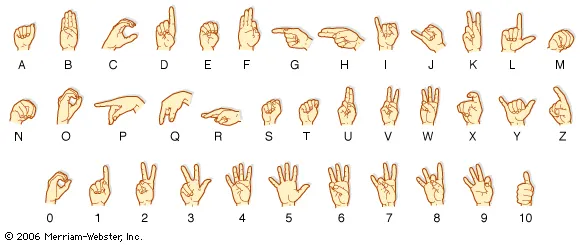 A B C D E F G H I J K L M
N O P Q R S T U V W X Y Z
0 1 2 3 4 5 6 7 8 9 10
© 2006 Merriam-Webster, Inc.